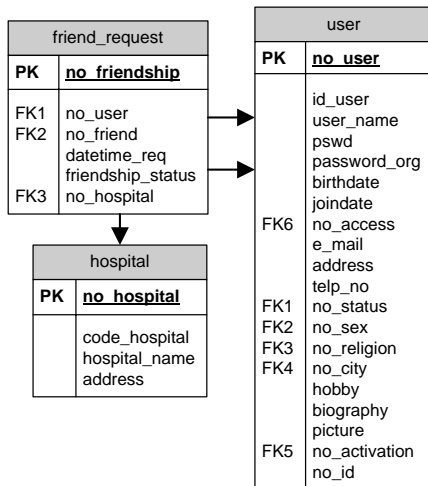 friend_request
PK no_friendship
FK1 no_user
FK2 no_friend
datetime_req
friendship_status
FK3 no_hospital
hospital
PK no_hospital
code_hospital
hospital_name
address
user
PK no_user
id_user
user_name
pswd
password_org
birthdate
joindate
FK6 no_access
e_mail
address
telp_no
FK1 no_status
FK2 no_sex
FK3 no_religion
FK4 no_city
hobby
biography
picture
FK5 no_activation
no_id